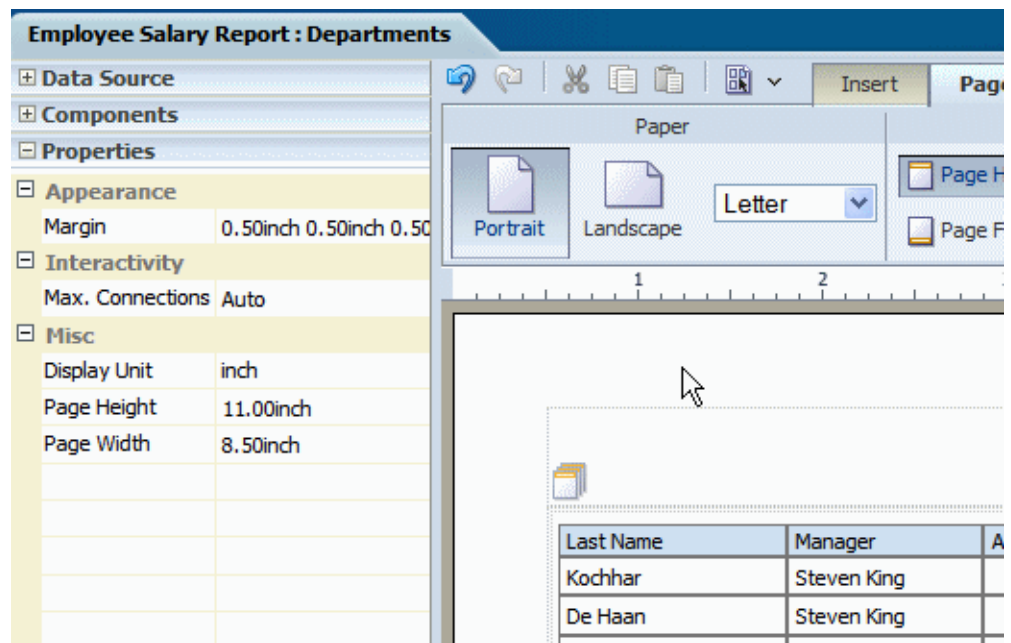 Employee Salary Report : Departments
Data Source
Components
Properties
Appearance
Margin 0.50inch 0.50inch 0.50
Interactivity
Max. Connections Auto
Misc
Display Unit inch
Page Height 11.00inch
Page Width 8.50inch
Insert Page
Paper
Portrait Landscape Letter
Page H
Page F
1 2
Last Name Manager A
Kochhar Steven King
De Haan Steven King